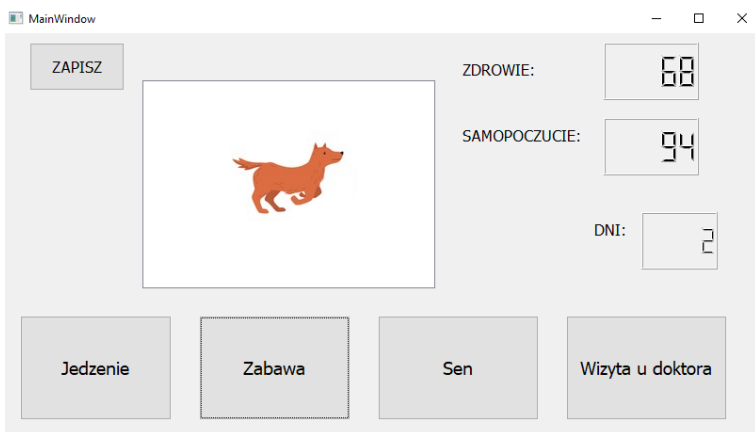 MainWindow
ZAPISZ
ZDROWIE:
68
SAMOPOCZUCIE:
94
DNI:
2
Jedzenie
Zabawa
Sen
Wizyta u doktora